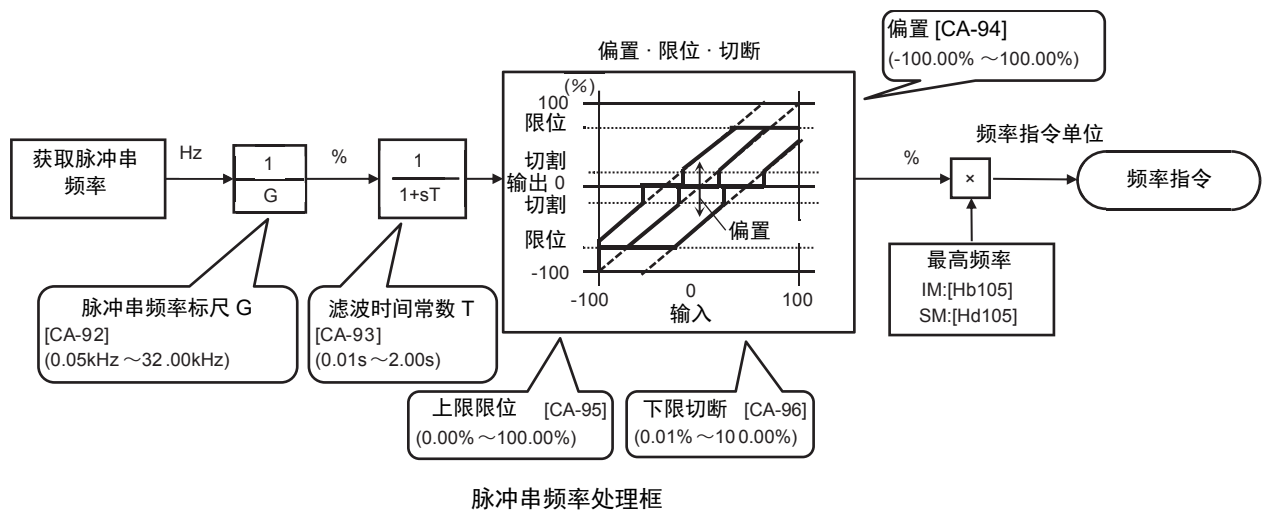 偏置 [CA-94]
(-100.00% ～100.00%)
偏置 · 限位 · 切断
(%)
100
限位
切割
输出 0
切割
限位
-100
偏置
-100
0
100
输入
获取脉冲串
频率
Hz
1
G
%
1
1+sT
%
×
频率指令单位
频率指令
最高频率
IM:[Hb105]
SM:[Hd105]
脉冲串频率标尺 G
[CA-92]
(0.05kHz ～32.00kHz)
滤波时间常数 T
[CA-93]
(0.01s ～2.00s)
上限限位 [CA-95]
(0.00% ～100.00%)
下限切断 [CA-96]
(0.01% ～10 0.00%)
脉冲串频率处理框